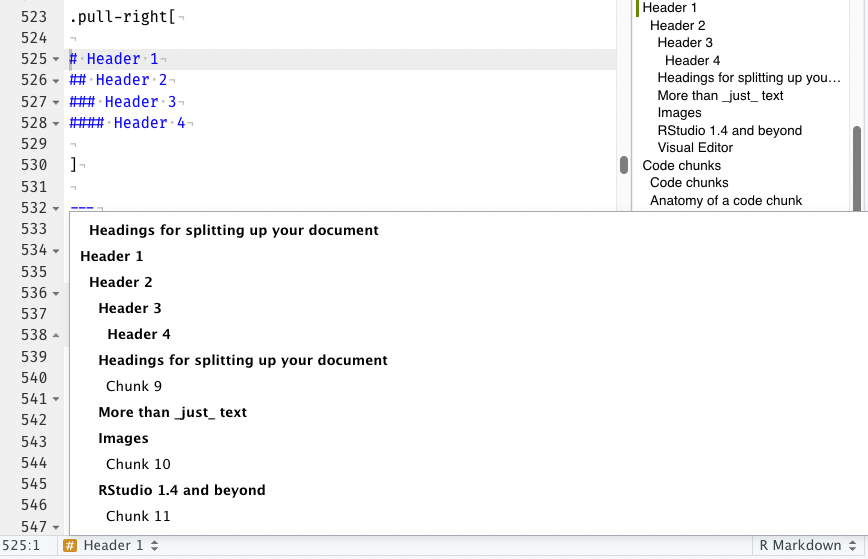 523 .pull-right[
524
525 # Header 1
526 ## Header 2
527 ### Header 3
528 #### Header 4
529
530 ]
531
532 ---
533
534
535
536
537
538
539
540
541
542
543
544
545
546
547
Header 1
Header 2
Header 3
Header 4
Headings for splitting up you...
More than _just_ text
Images
RStudio 1.4 and beyond
Visual Editor
Code chunks
Code chunks
Anatomy of a code chunk
Headings for splitting up your document
Header 1
Header 2
Header 3
Header 4
Headings for splitting up your document
Chunk 9
More than _just_ text
Images
Chunk 10
RStudio 1.4 and beyond
Chunk 11
525:1 # Header 1 R Markdown